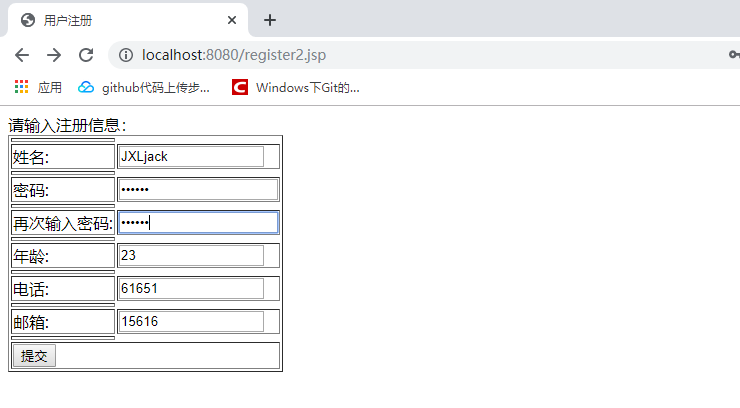 用户注册
localhost:8080/register2.jsp
应用 github代码上传步... Windows下Git的...
请输入注册信息:
姓名: JXLjack
密码: ••••••
再次输入密码: ••••••
年龄: 23
电话: 61651
邮箱: 15616
提交